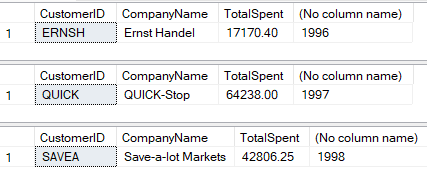 CustomerID CompanyName TotalSpent (No column name)
1 ERNSH Ernst Handel 17170.40 1996
CustomerID CompanyName TotalSpent (No column name)
1 QUICK QUICK-Stop 64238.00 1997
CustomerID CompanyName TotalSpent (No column name)
1 SAVEA Save-a-lot Markets 42806.25 1998